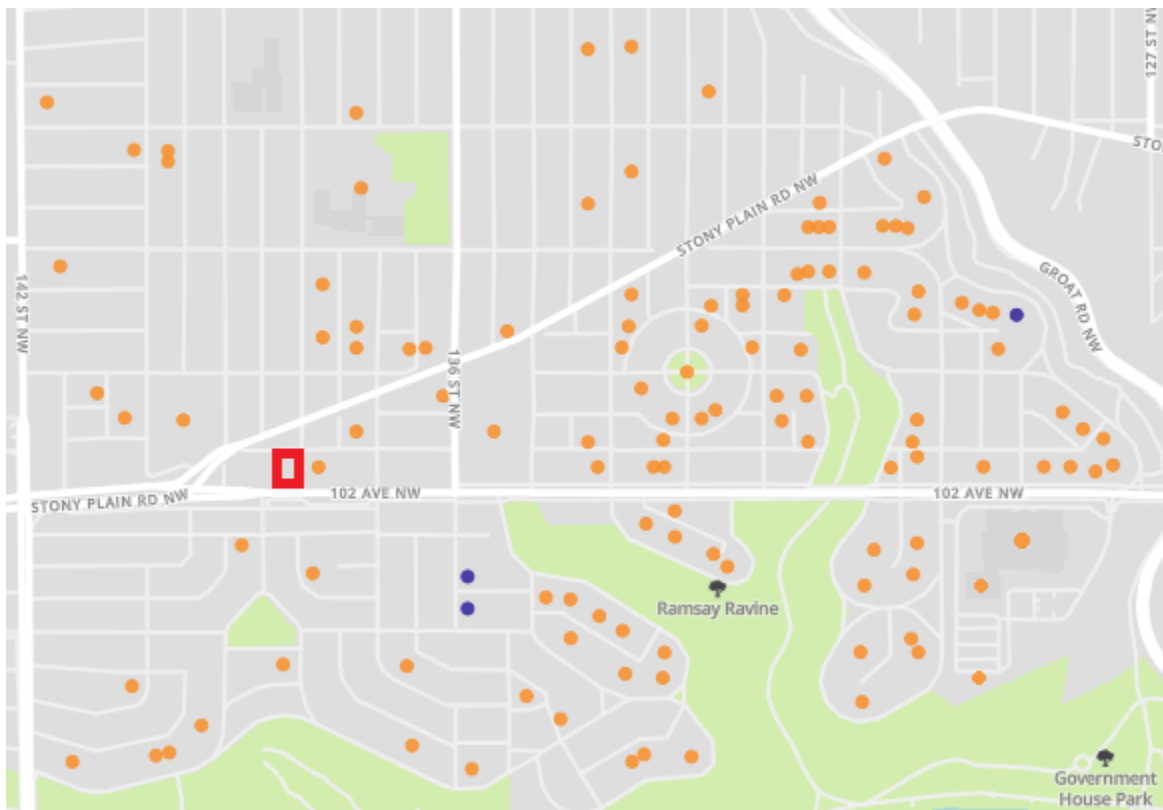 127 ST N
STO
STONY PLAIN RD NW
GROAT RD NW
142 ST NW
136 ST NW
STONY PLAIN RD NW
102 AVE NW
102 AVE NW
Ramsay Ravine
Government
House Park